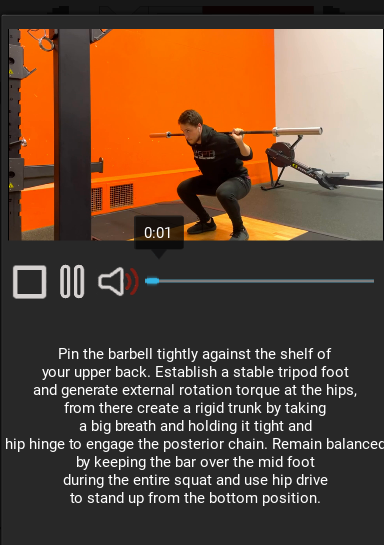 0:01
Pin the barbell tightly against the shelf of
your upper back. Establish a stable tripod foot
and generate external rotation torque at the hips,
from there create a rigid trunk by taking
a big breath and holding it tight and
hip hinge to engage the posterior chain. Remain balanced
by keeping the bar over the mid foot
during the entire squat and use hip drive
to stand up from the bottom position.